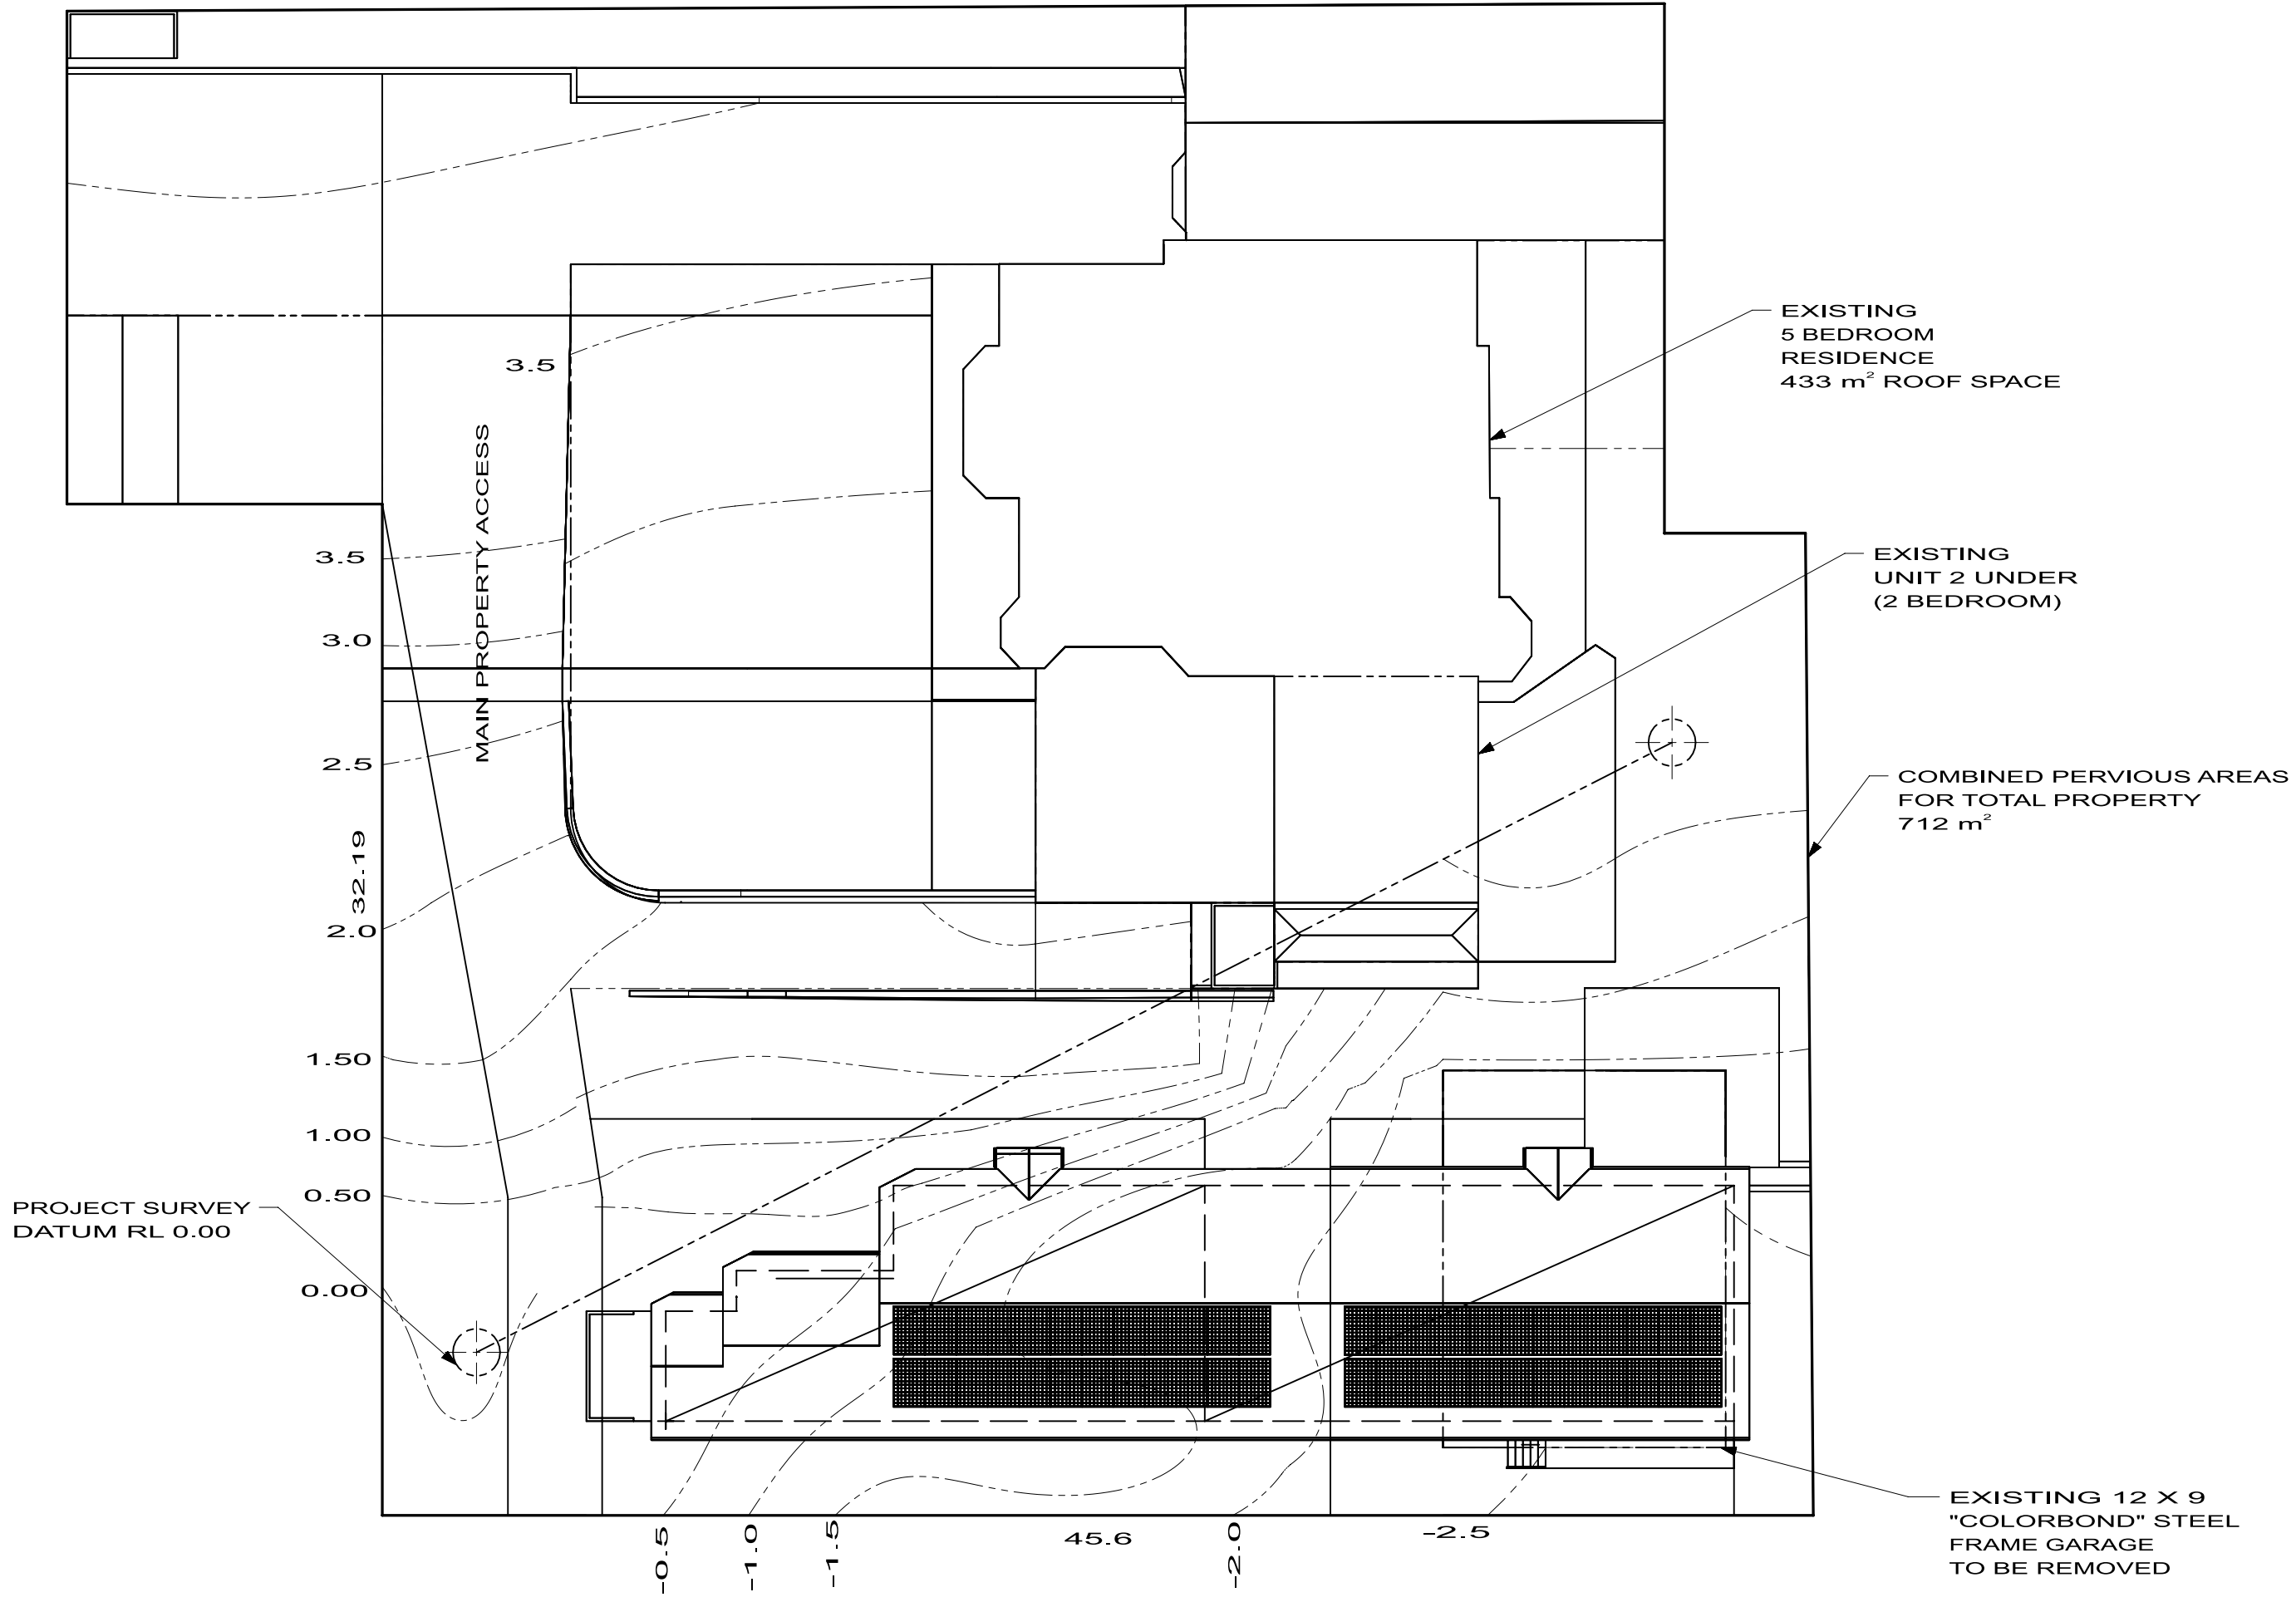 EXISTING
5 BEDROOM
RESIDENCE
433 m² ROOF SPACE
3.5
MAIN PROPERTY ACCESS
EXISTING
UNIT 2 UNDER
(2 BEDROOM)
3.5
3.0
2.5
COMBINED PERVIOUS AREAS
FOR TOTAL PROPERTY
712 m²
32-19
2.0
1.50
1.00
0.50
PROJECT SURVEY
DATUM RL 0.00
0.00
EXISTING 12 X 9
"COLORBOND" STEEL
FRAME GARAGE
TO BE REMOVED
-0.5
-1.0
-1.5
45.6
-2.0
-2.5